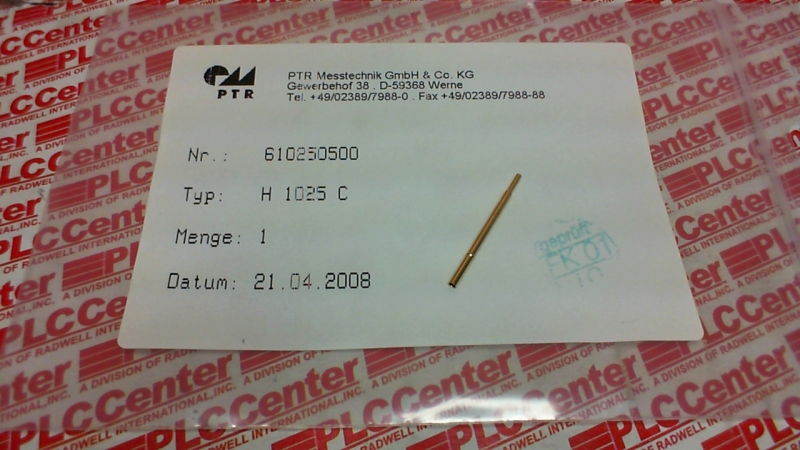 PTR
PTR Messtechnik GmbH & Co. KG
Gewerbehof 38 . D-59368 Werne
Tel. +49/02389/7988-0 . Fax +49/02389/7988-88
Nr.: 610250500
Typ: H 1025 C
Menge: 1
Datum: 21.04.2008
geprüft
PLCCenter
A DIVISION OF RADWELL INTERNATIONAL, INC.